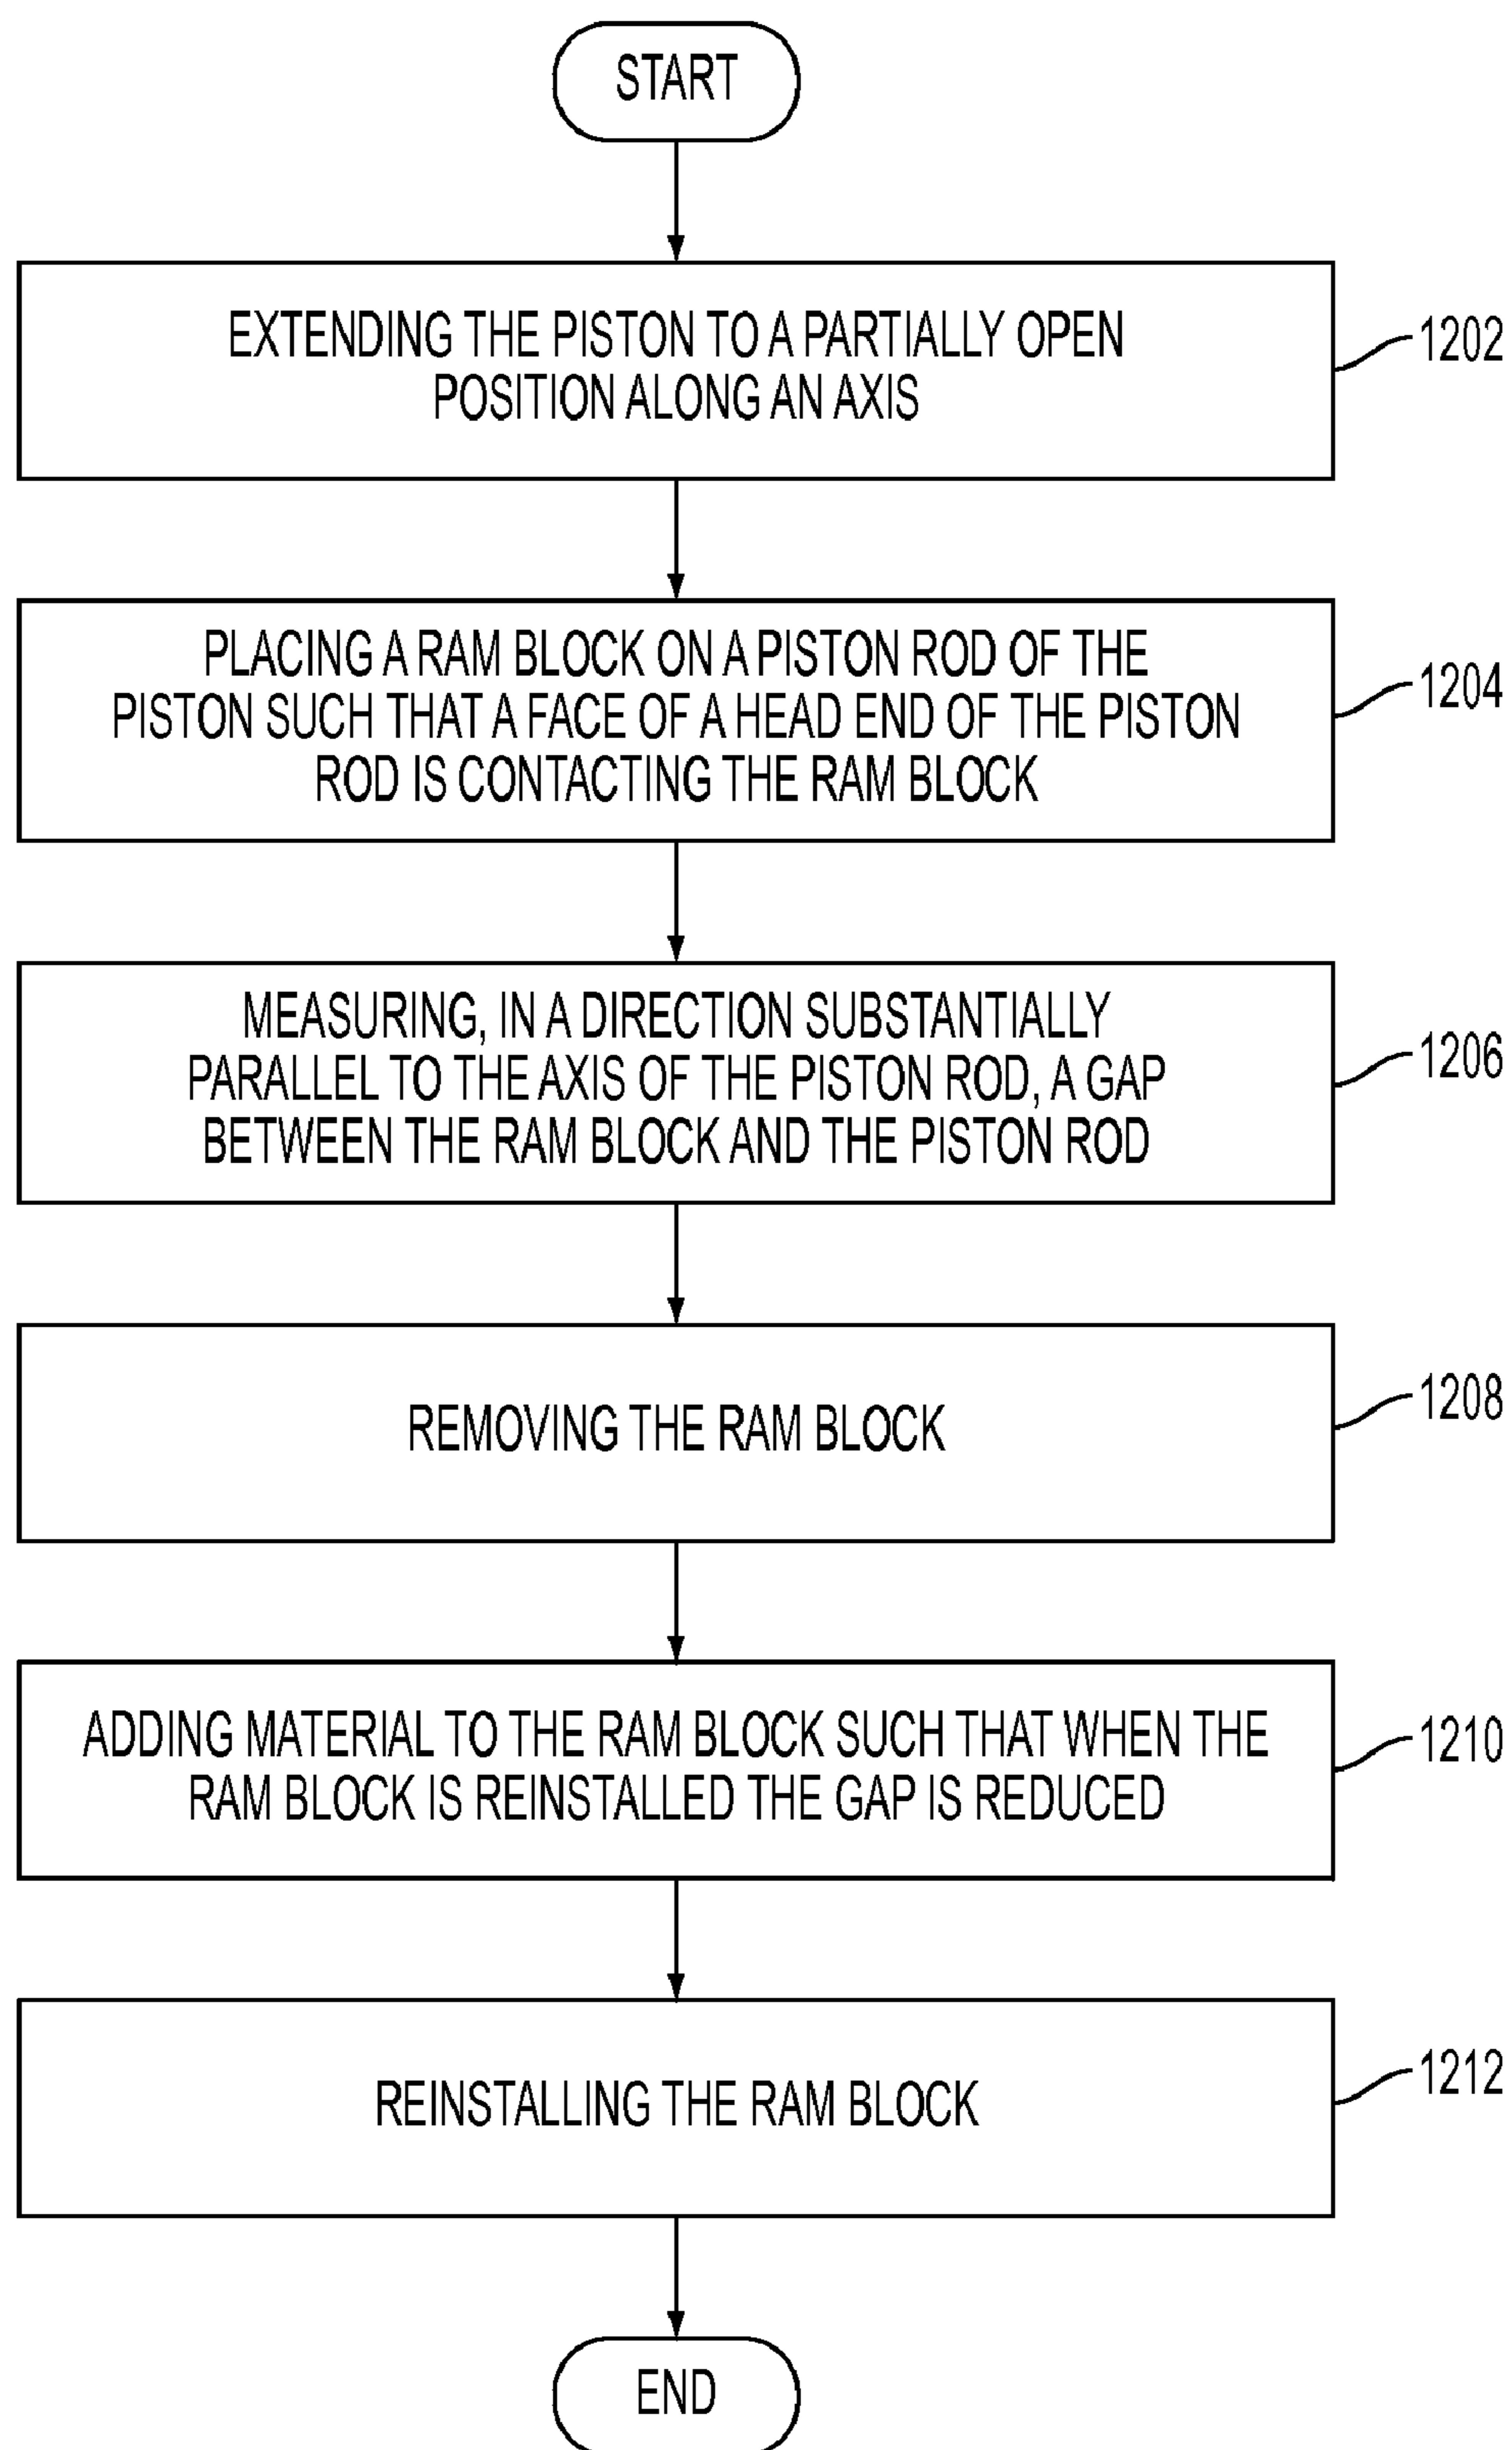 START
EXTENDING THE PISTON TO A PARTIALLY OPEN
POSITION ALONG AN AXIS
1202
PLACING A RAM BLOCK ON A PISTON ROD OF THE
PISTON SUCH THAT A FACE OF A HEAD END OF THE PISTON
ROD IS CONTACTING THE RAM BLOCK
1204
MEASURING, IN A DIRECTION SUBSTANTIALLY
PARALLEL TO THE AXIS OF THE PISTON ROD, A GAP
BETWEEN THE RAM BLOCK AND THE PISTON ROD
1206
REMOVING THE RAM BLOCK
1208
ADDING MATERIAL TO THE RAM BLOCK SUCH THAT WHEN THE
RAM BLOCK IS REINSTALLED THE GAP IS REDUCED
1210
REINSTALLING THE RAM BLOCK
1212
END